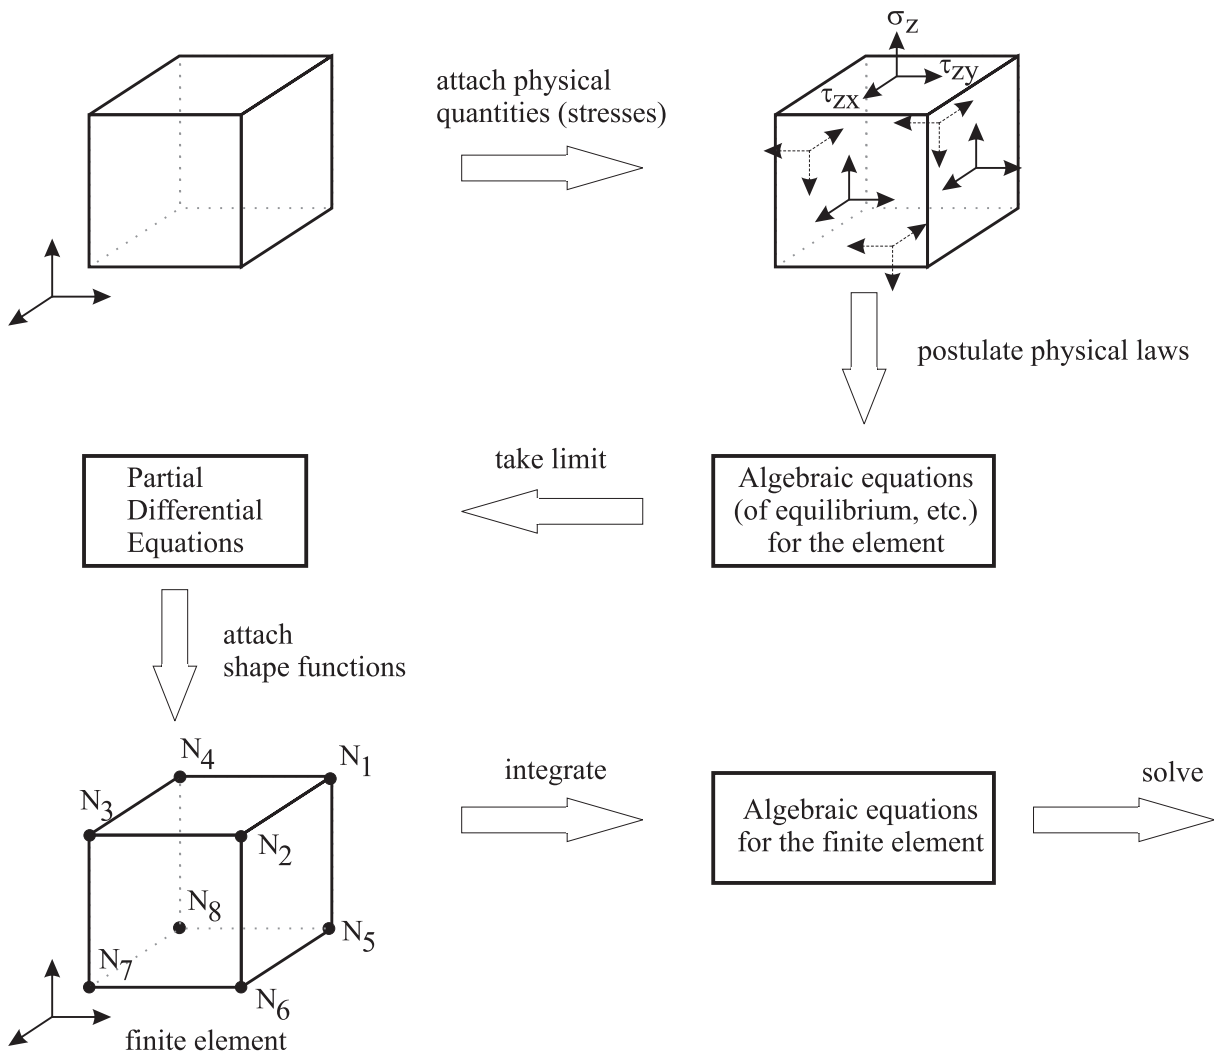 σz
attach physical
quantities (stresses)
τzy
τzx
postulate physical laws
take limit
Partial
Differential
Equations
Algebraic equations
(of equilibrium, etc.)
for the element
attach
shape functions
N4
N1
N3
N2
N8
N5
N7
N6
finite element
integrate
Algebraic equations
for the finite element
solve